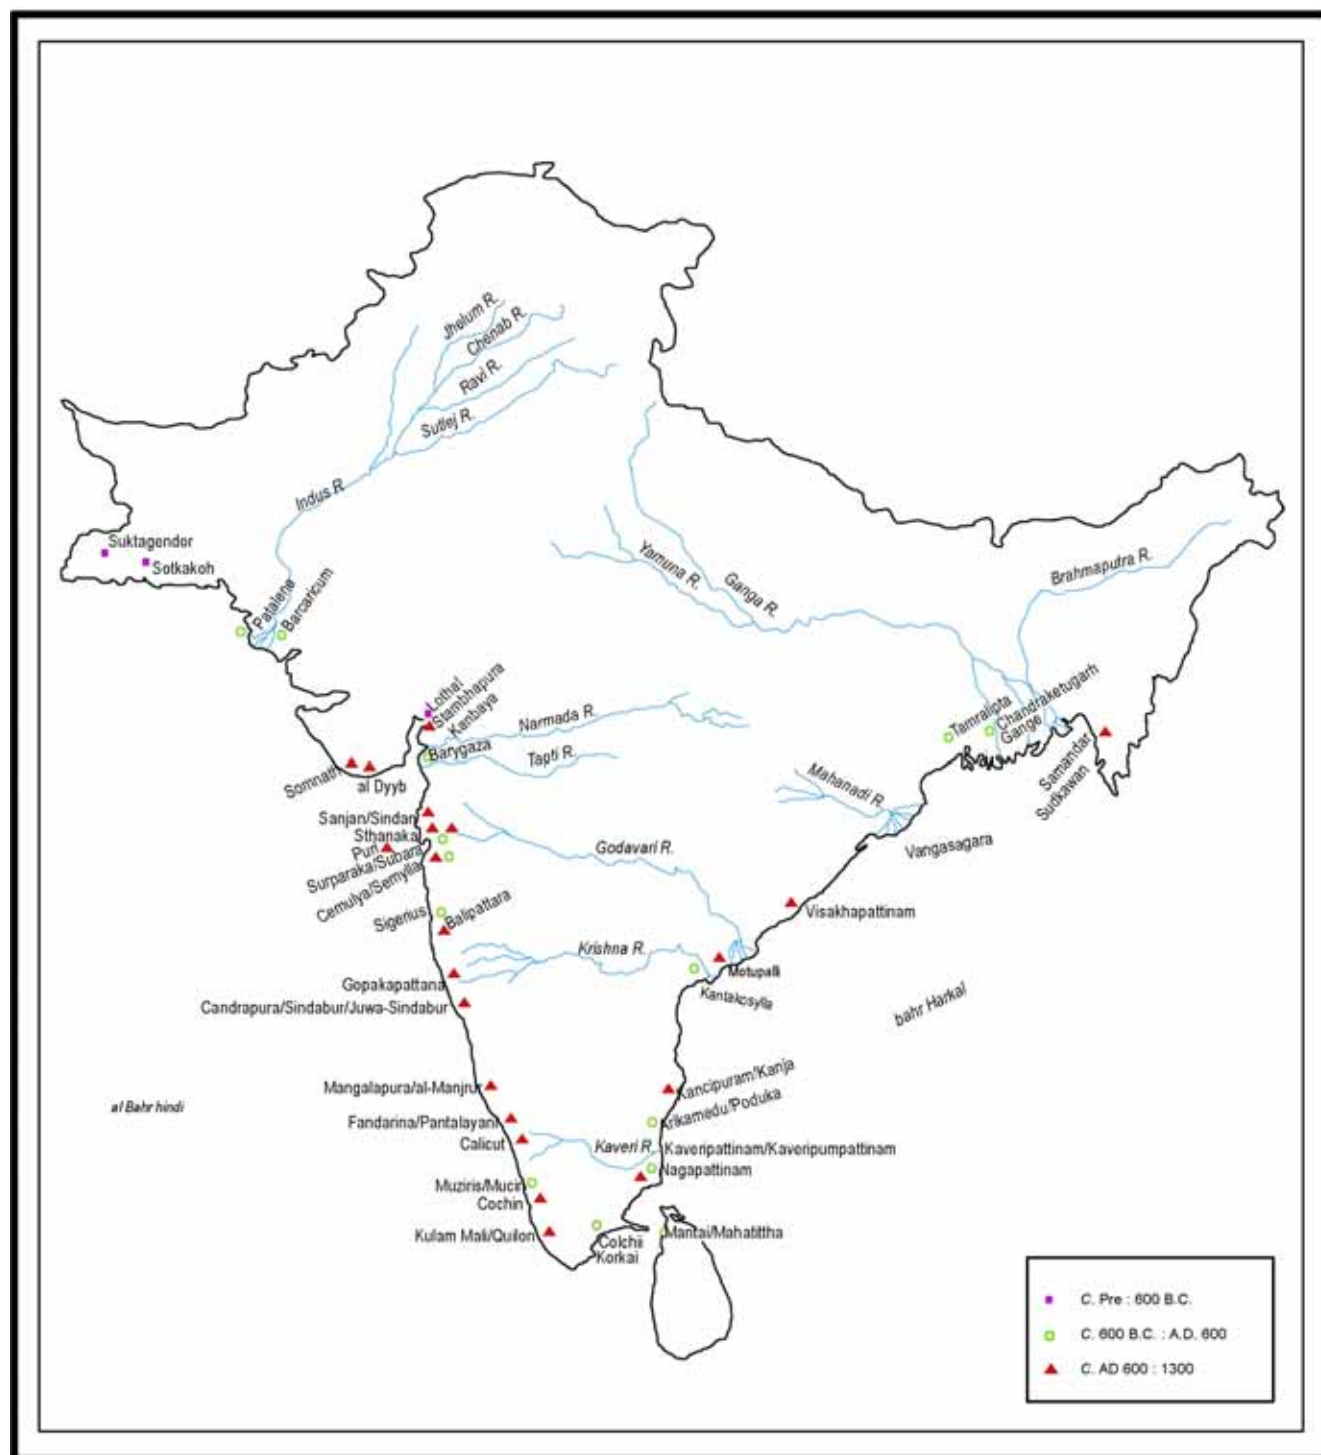 Jhelum R.
Chenab R.
Ravi R.
Sutlej R.
Indus R
Suktagendor
Sotkakoh
Patalene
Barcaricum
Yamuna R.
Ganga R.
Brahmaputra R.
Lothal
Stambhapura
Kanbaya
Narmada R.
Barygaza
Tapti R.
Somnath
al Dyyb
Tamralipta
Chandraketugarh
Gange
Samandar
Sudkawan
Mahanadi R.
Vangasagara
Sanjan/Sindan
Sthanaka
Puri
Surparaka/Subara
Cemulya/Semylla
Godavari R.
Sigerius
Balipattara
Visakhapattinam
Krishna R.
Motupalli
Kantakosylla
Gopakapattana
Candrapura/Sindabur/Juwa-Sindabur
bahr Harkal
al Bahr hindi
Mangalapura/al-Manjrur
Kancipuram/Kanja
Fandarina/Pantalayani
Arikamedu/Poduka
Calicut
Kaveri R.
Kaveripattinam/Kaveripumpattinam
Nagapattinam
Muziris/Muciri
Cochin
Kulam Mali/Quilon
Colchii
Korkai
Mantai/Mahatittha
C. Pre : 600 B.C.
C. 600 B.C. : A.D. 600
C. AD 600 : 1300